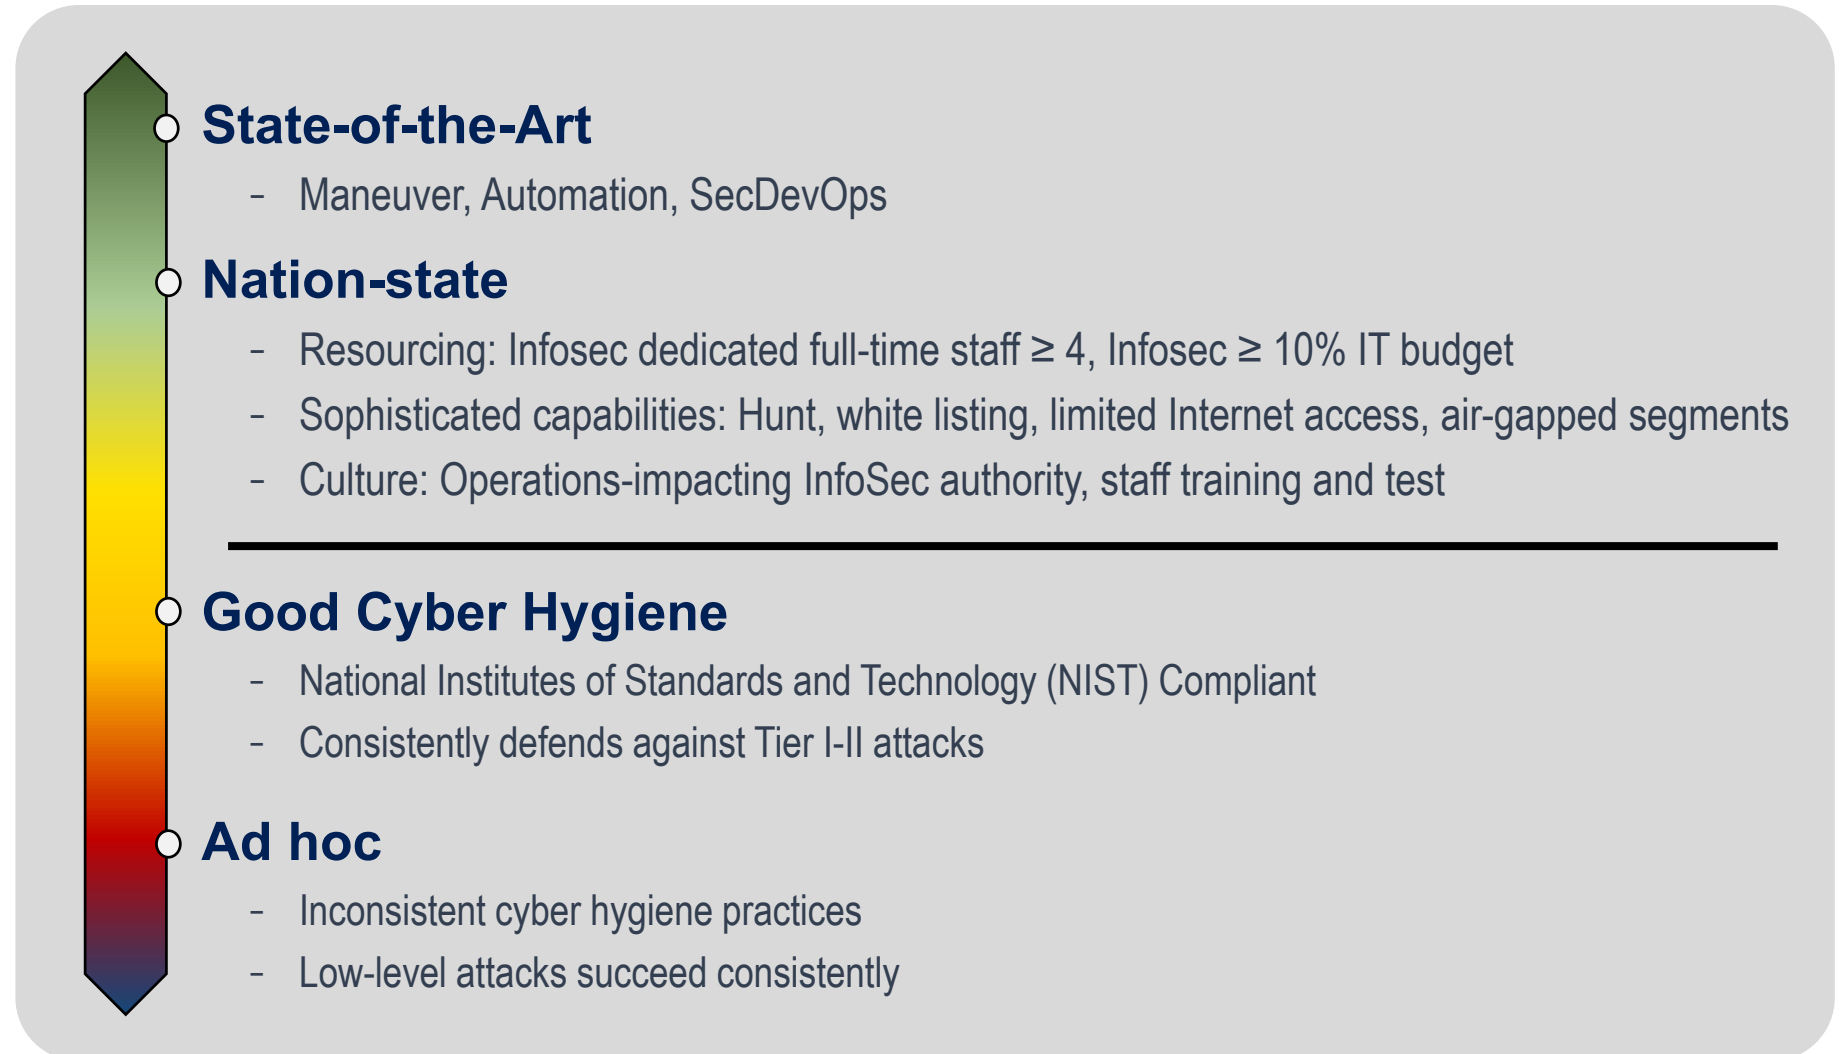 State-of-the-Art
- Maneuver, Automation, SecDevOps
Nation-state
- Resourcing: Infosec dedicated full-time staff ≥ 4, Infosec ≥ 10% IT budget
- Sophisticated capabilities: Hunt, white listing, limited Internet access, air-gapped segments
- Culture: Operations-impacting InfoSec authority, staff training and test
Good Cyber Hygiene
- National Institutes of Standards and Technology (NIST) Compliant
- Consistently defends against Tier I-II attacks
Ad hoc
- Inconsistent cyber hygiene practices
- Low-level attacks succeed consistently